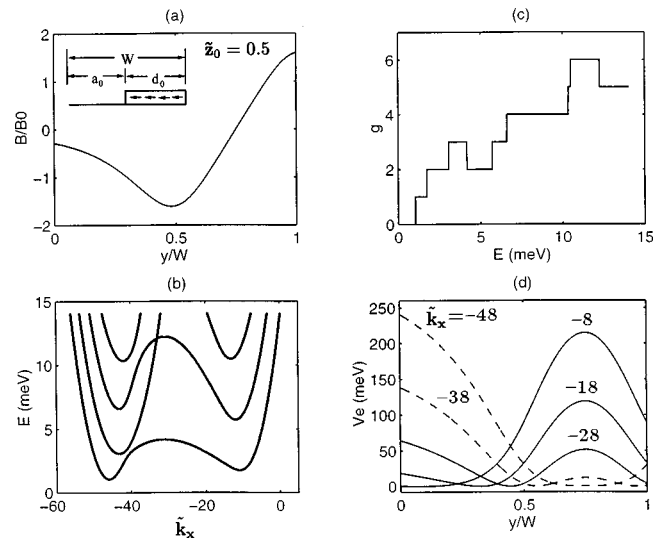 (a)
z̃₀ = 0.5
W
a₀
d₀
B/B0
2
1
0
−1
−2
0
0.5
1
y/W
(c)
g
6
4
2
0
0
5
10
15
E (meV)
(b)
E (meV)
15
10
5
0
−60
−40
−20
0
k̃ₓ
(d)
Ve (meV)
250
200
150
100
50
0
k̃ₓ=−48
−38
−8
−18
−28
0
0.5
1
y/W